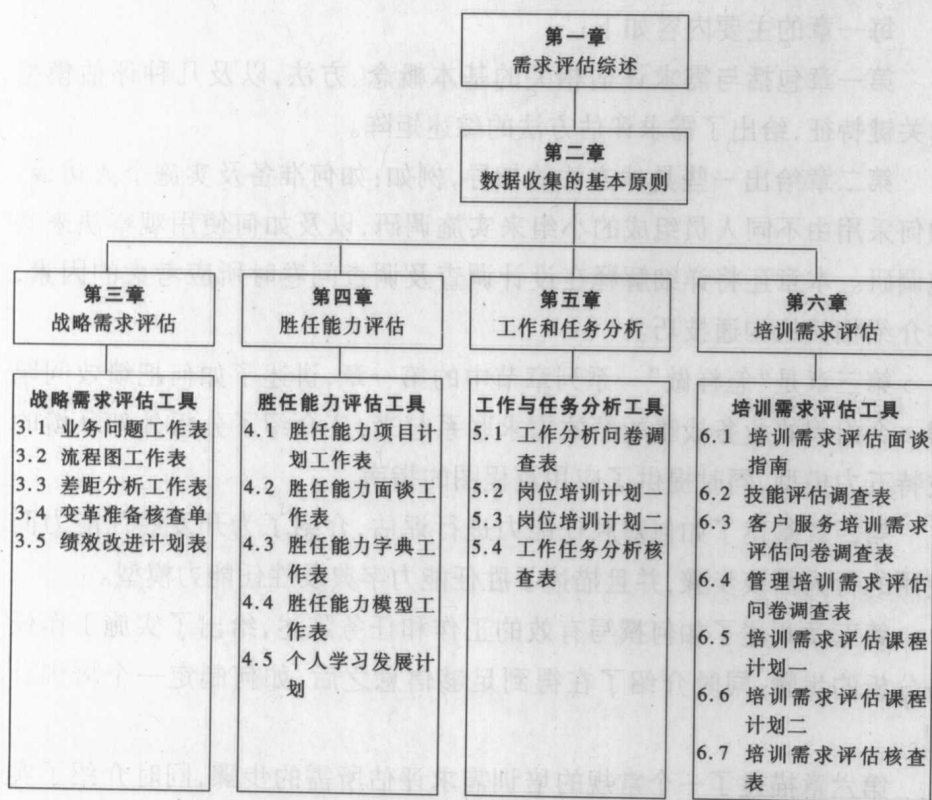 第一章
需求评估综述
第二章
数据收集的基本原则
第三章
战略需求评估
第四章
胜任能力评估
第五章
工作和任务分析
第六章
培训需求评估
战略需求评估工具
3.1 业务问题工作表
3.2 流程图工作表
3.3 差距分析工作表
3.4 变革准备核查单
3.5 绩效改进计划表
胜任能力评估工具
4.1 胜任能力项目计
划工作表
4.2 胜任能力面谈工
作表
4.3 胜任能力字典工
作表
4.4 胜任能力模型工
作表
4.5 个人学习发展计
划
工作与任务分析工具
5.1 工作分析问卷调
查表
5.2 岗位培训计划一
5.3 岗位培训计划二
5.4 工作任务分析核
查表
培训需求评估工具
6.1 培训需求评估面谈
指南
6.2 技能评估调查表
6.3 客户服务培训需求
评估问卷调查表
6.4 管理培训需求评估
问卷调查表
6.5 培训需求评估课程
计划一
6.6 培训需求评估课程
计划二
6.7 培训需求评估核查
表